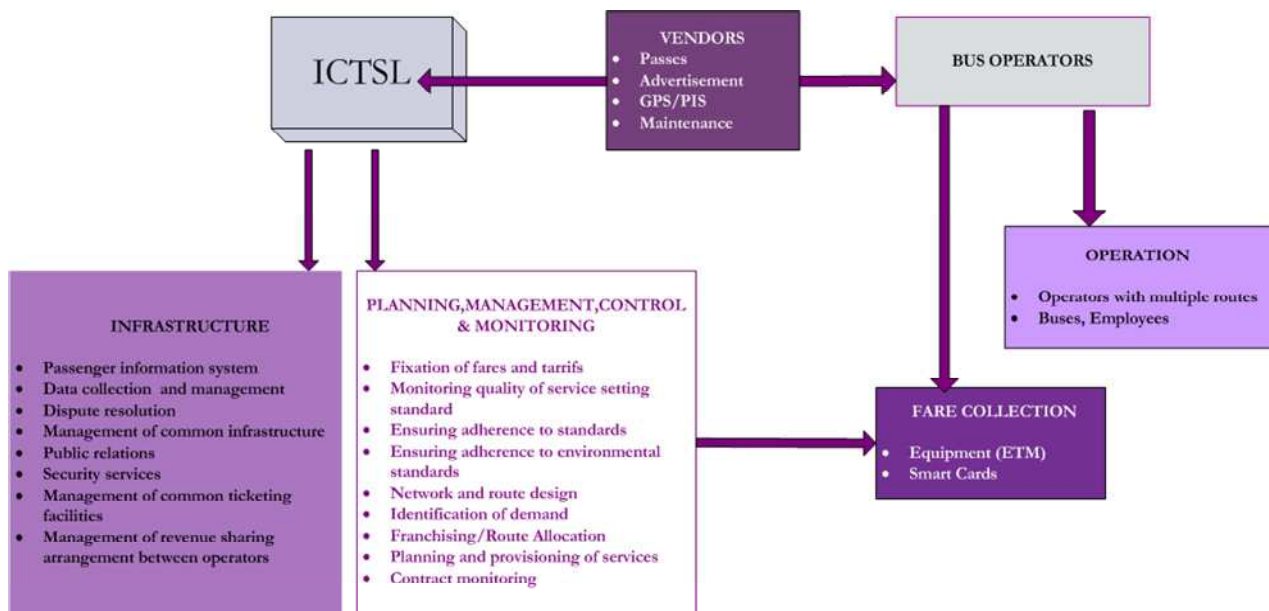 ICTSL
VENDORS
• Passes
• Advertisement
• GPS/PIS
• Maintenance
BUS OPERATORS
OPERATION
• Operators with multiple routes
• Buses, Employees
INFRASTRUCTURE
• Passenger information system
• Data collection and management
• Dispute resolution
• Management of common infrastructure
• Public relations
• Security services
• Management of common ticketing
facilities
• Management of revenue sharing
arrangement between operators
PLANNING,MANAGEMENT,CONTROL
& MONITORING
• Fixation of fares and tarrifs
• Monitoring quality of service setting
standard
• Ensuring adherence to standards
• Ensuring adherence to environmental
standards
• Network and route design
• Identification of demand
• Franchising/Route Allocation
• Planning and provisioning of services
• Contract monitoring
FARE COLLECTION
• Equipment (ETM)
• Smart Cards